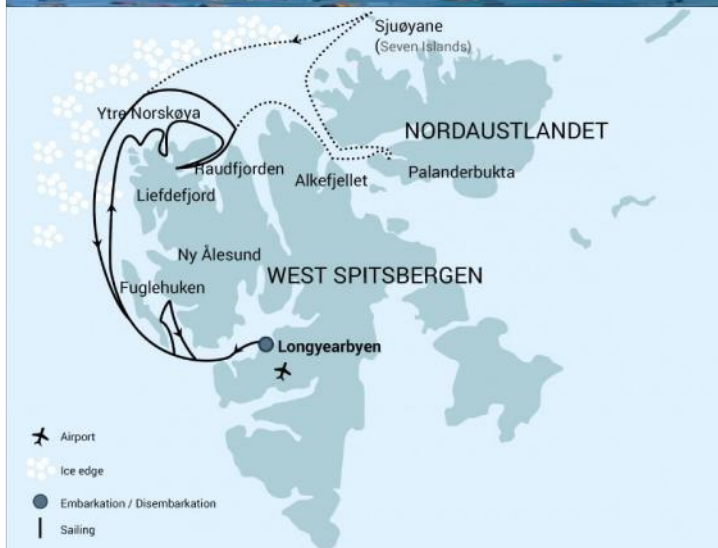 Sjuøyane
(Seven Islands)
Ytre Norskøya
NORDAUSTLANDET
Raudfjorden
Alkefjellet
Palanderbukta
Liefdefjord
Ny Ålesund
WEST SPITSBERGEN
Fuglehuken
Longyearbyen
Airport
Ice edge
Embarkation / Disembarkation
Sailing